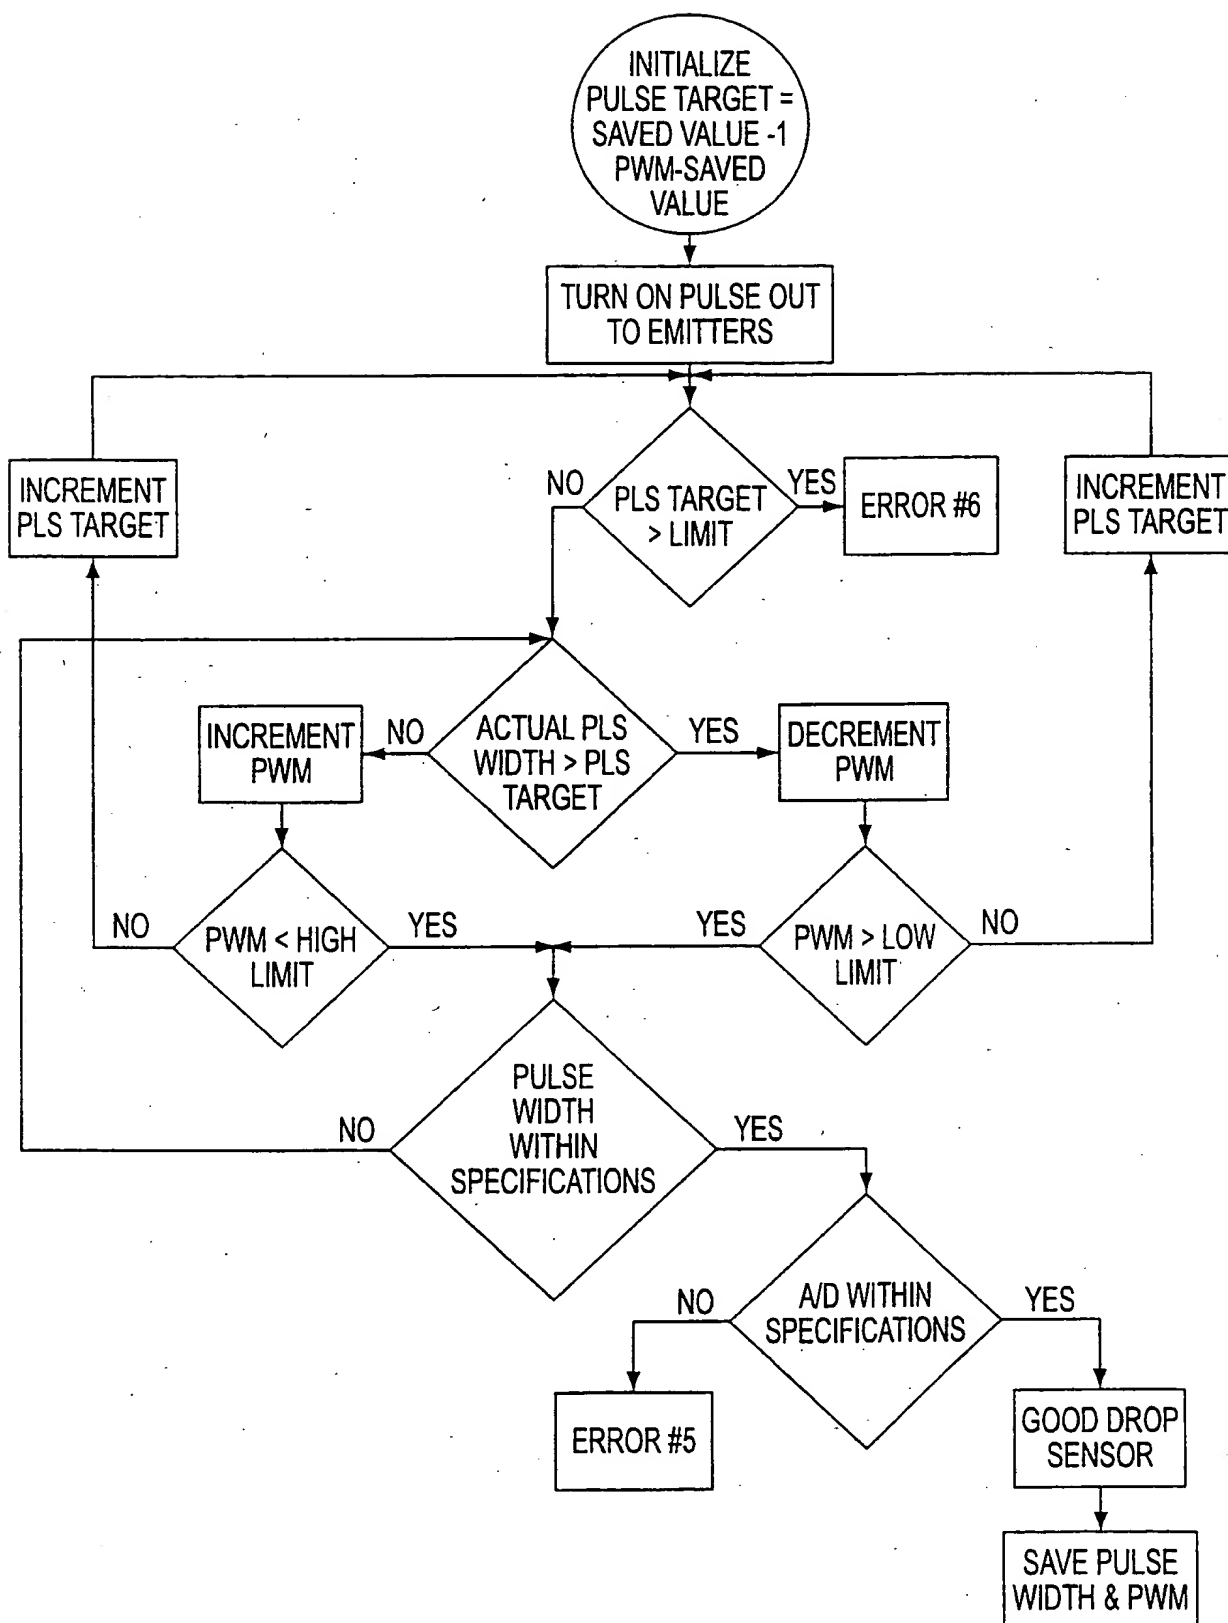 INITIALIZE
PULSE TARGET =
SAVED VALUE -1
PWM-SAVED
VALUE
TURN ON PULSE OUT
TO EMITTERS
INCREMENT
PLS TARGET
NO
PLS TARGET
> LIMIT
YES
ERROR #6
INCREMENT
PLS TARGET
INCREMENT
PWM
NO
ACTUAL PLS
WIDTH > PLS
TARGET
YES
DECREMENT
PWM
NO
PWM < HIGH
LIMIT
YES
YES
PWM > LOW
LIMIT
NO
NO
PULSE
WIDTH
WITHIN
SPECIFICATIONS
YES
NO
A/D WITHIN
SPECIFICATIONS
YES
ERROR #5
GOOD DROP
SENSOR
SAVE PULSE
WIDTH & PWM